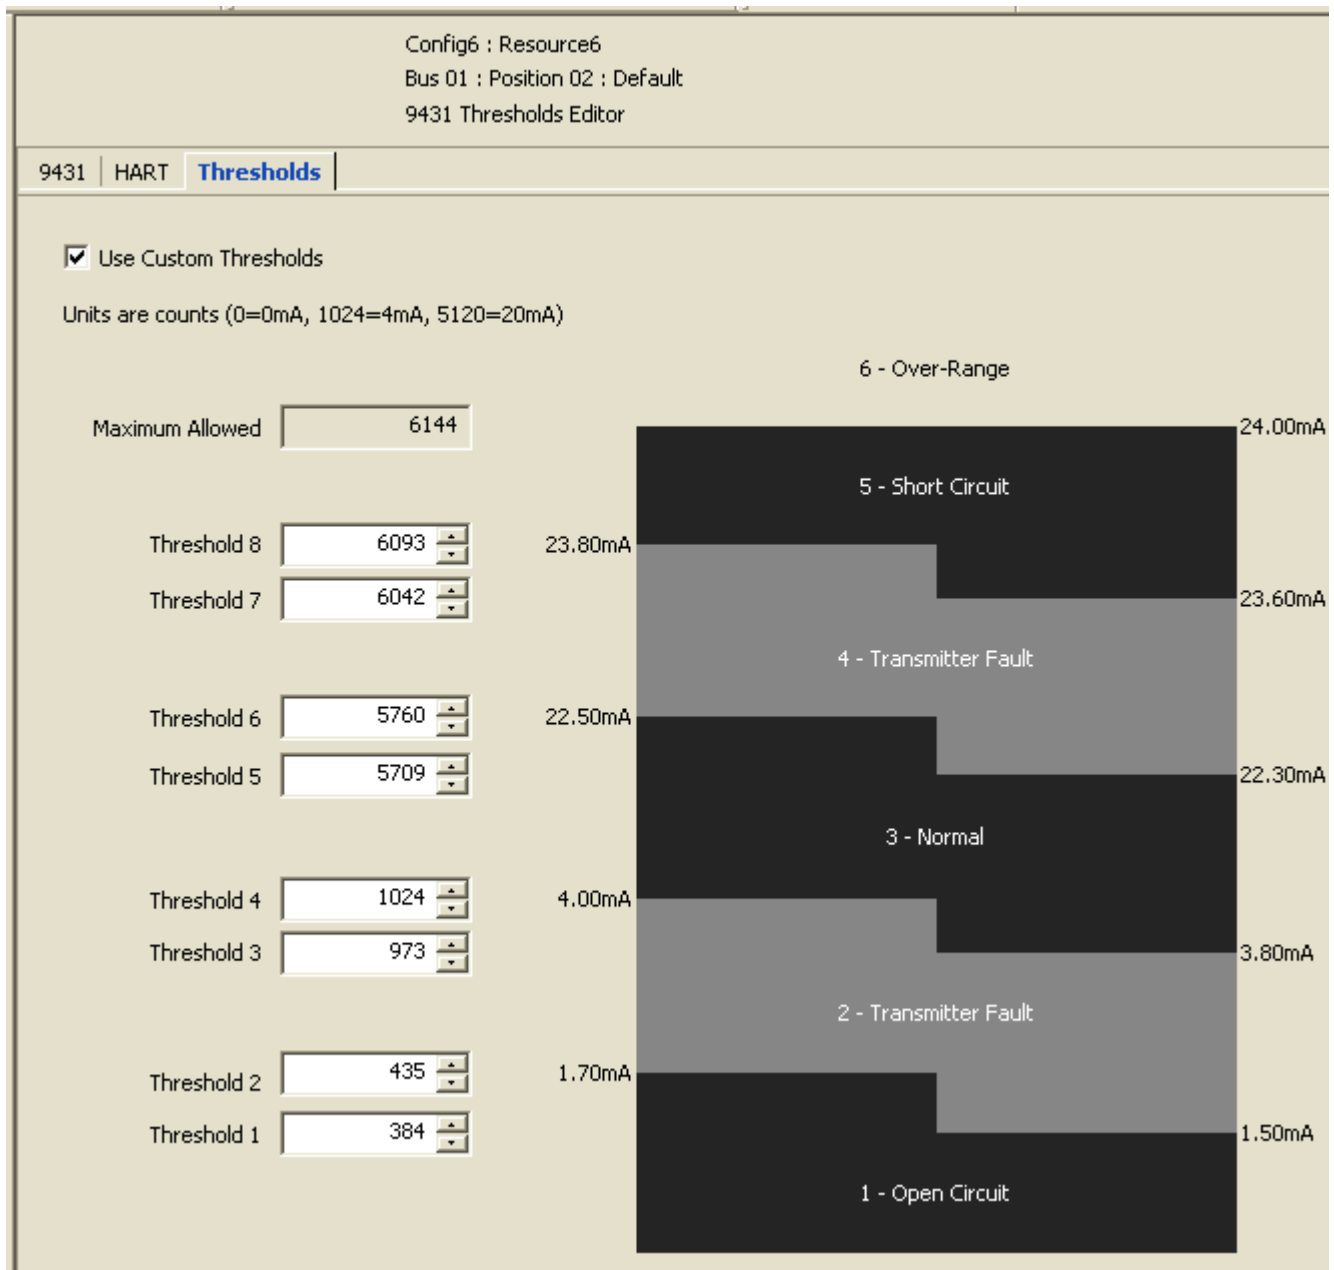 Config6 : Resource6
Bus 01 : Position 02 : Default
9431 Thresholds Editor
9431 HART Thresholds
Use Custom Thresholds
Units are counts (0=0mA, 1024=4mA, 5120=20mA)
6 - Over-Range
Maximum Allowed 6144 24.00mA
5 - Short Circuit
Threshold 8 6093 23.80mA
Threshold 7 6042 23.60mA
4 - Transmitter Fault
Threshold 6 5760 22.50mA
Threshold 5 5709 22.30mA
3 - Normal
Threshold 4 1024 4.00mA
Threshold 3 973 3.80mA
2 - Transmitter Fault
Threshold 2 435 1.70mA
Threshold 1 384 1.50mA
1 - Open Circuit